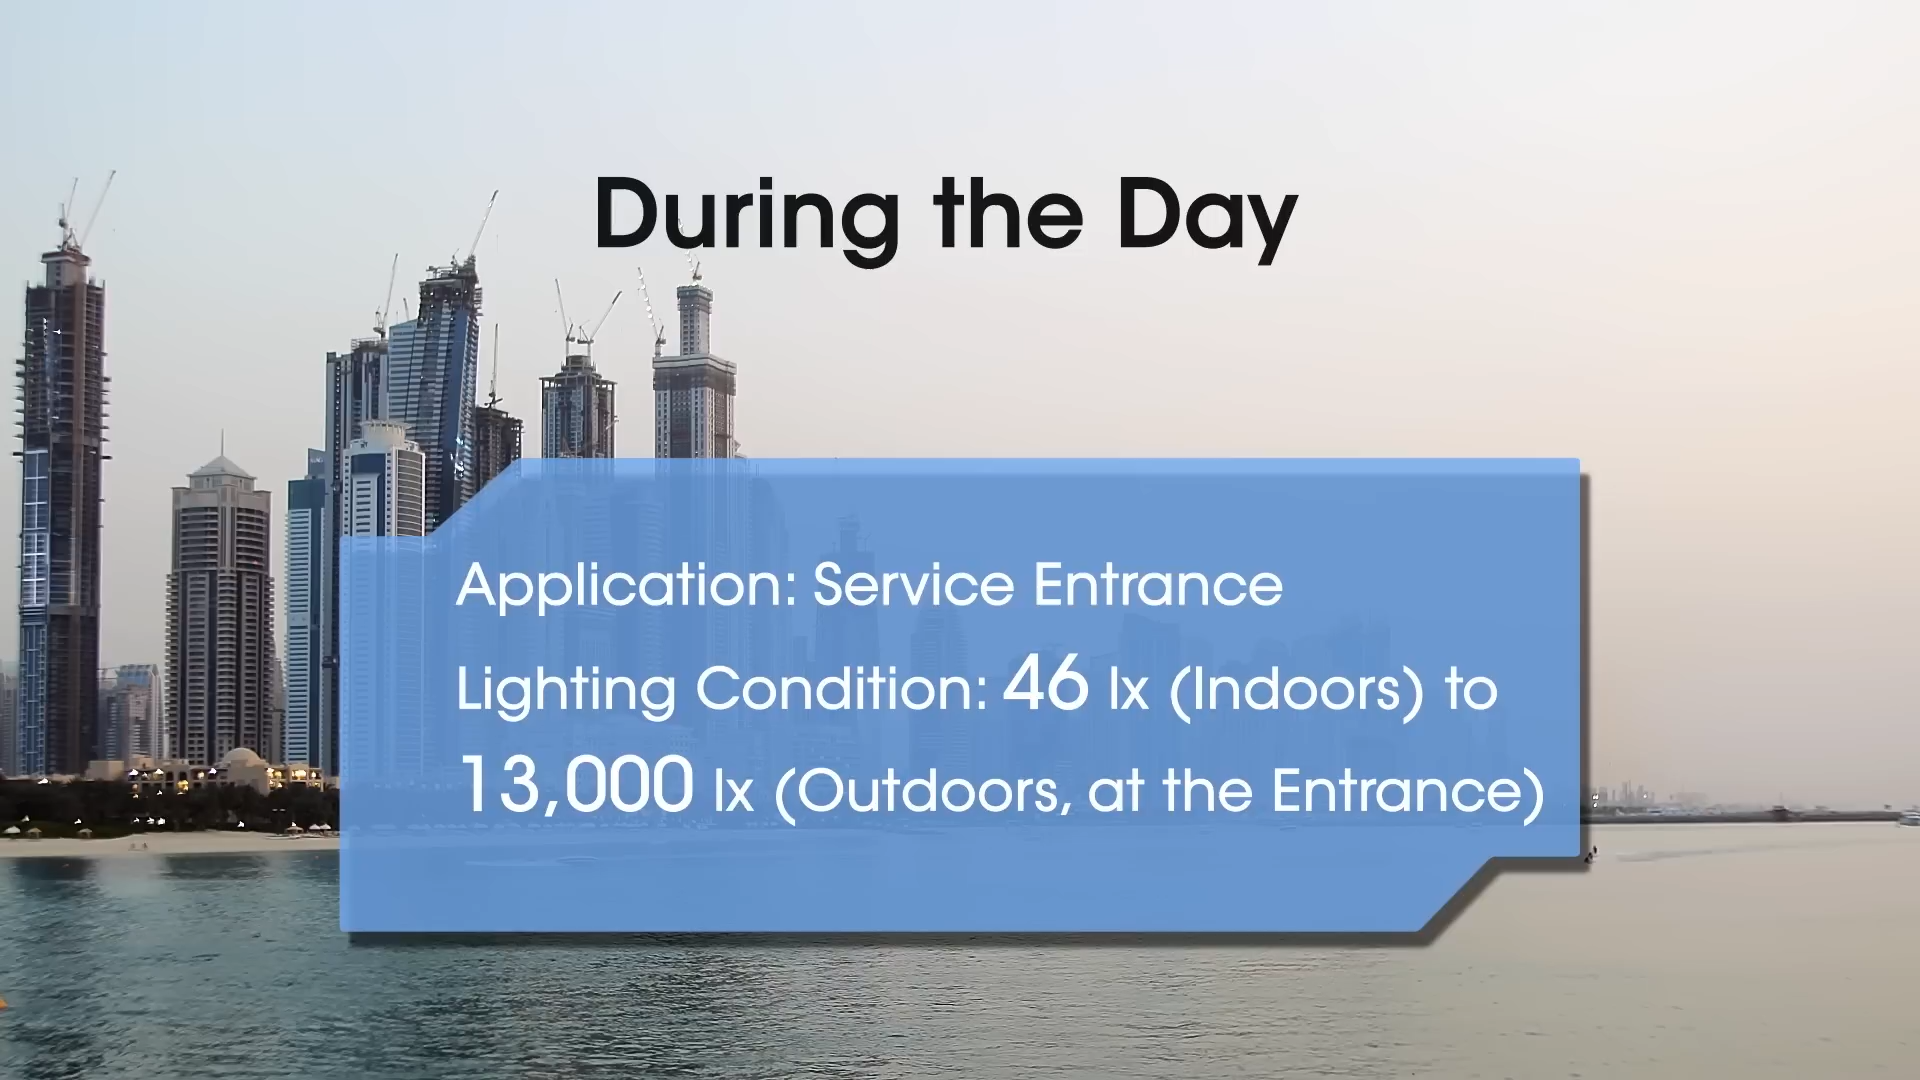 During the Day
Application: Service Entrance
Lighting Condition: 46 lx (Indoors) to
13,000 lx (Outdoors, at the Entrance)